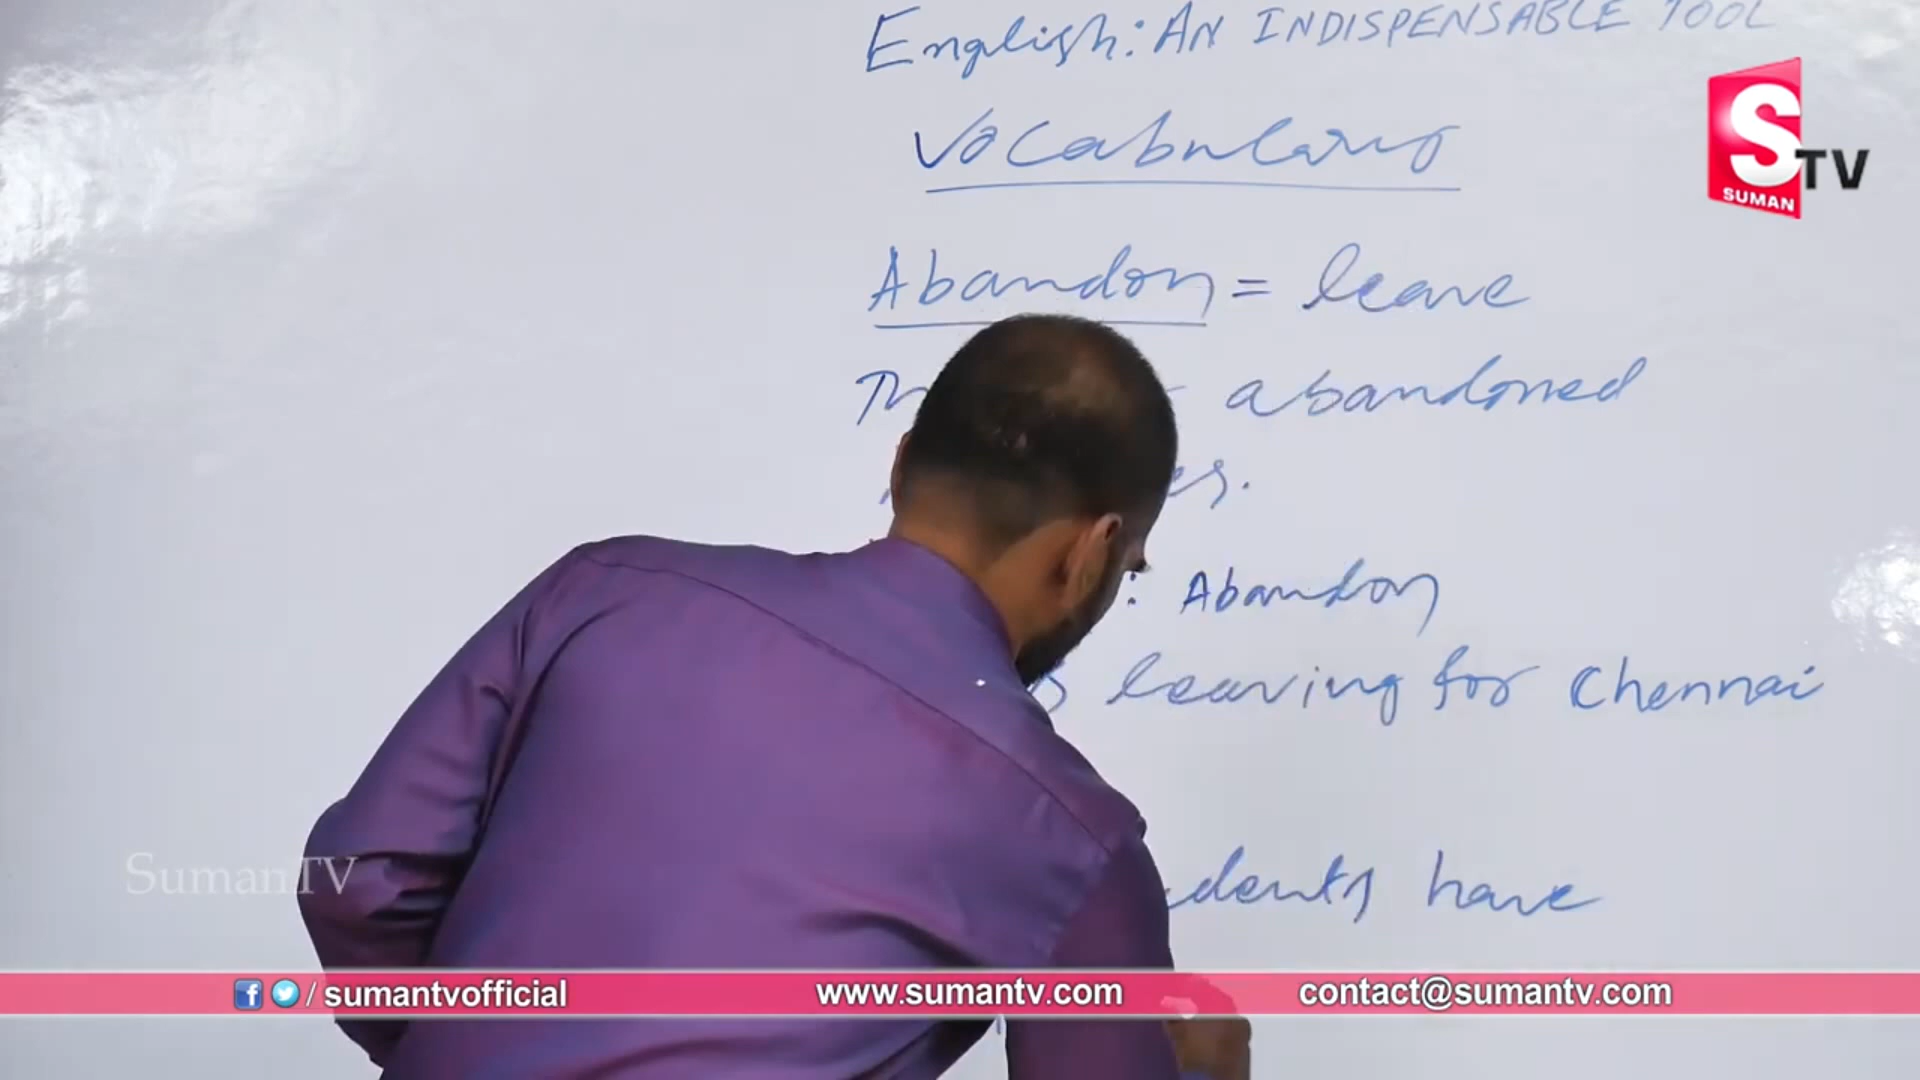 English: AN INDISPENSABLE TOOL
Vocabulary
Abandon = leave
abandoned
es.
: Abandon
leaving for Chennai
dents have
S TV
SUMAN
SumanTV
/ sumantvofficial
www.sumantv.com
contact@sumantv.com